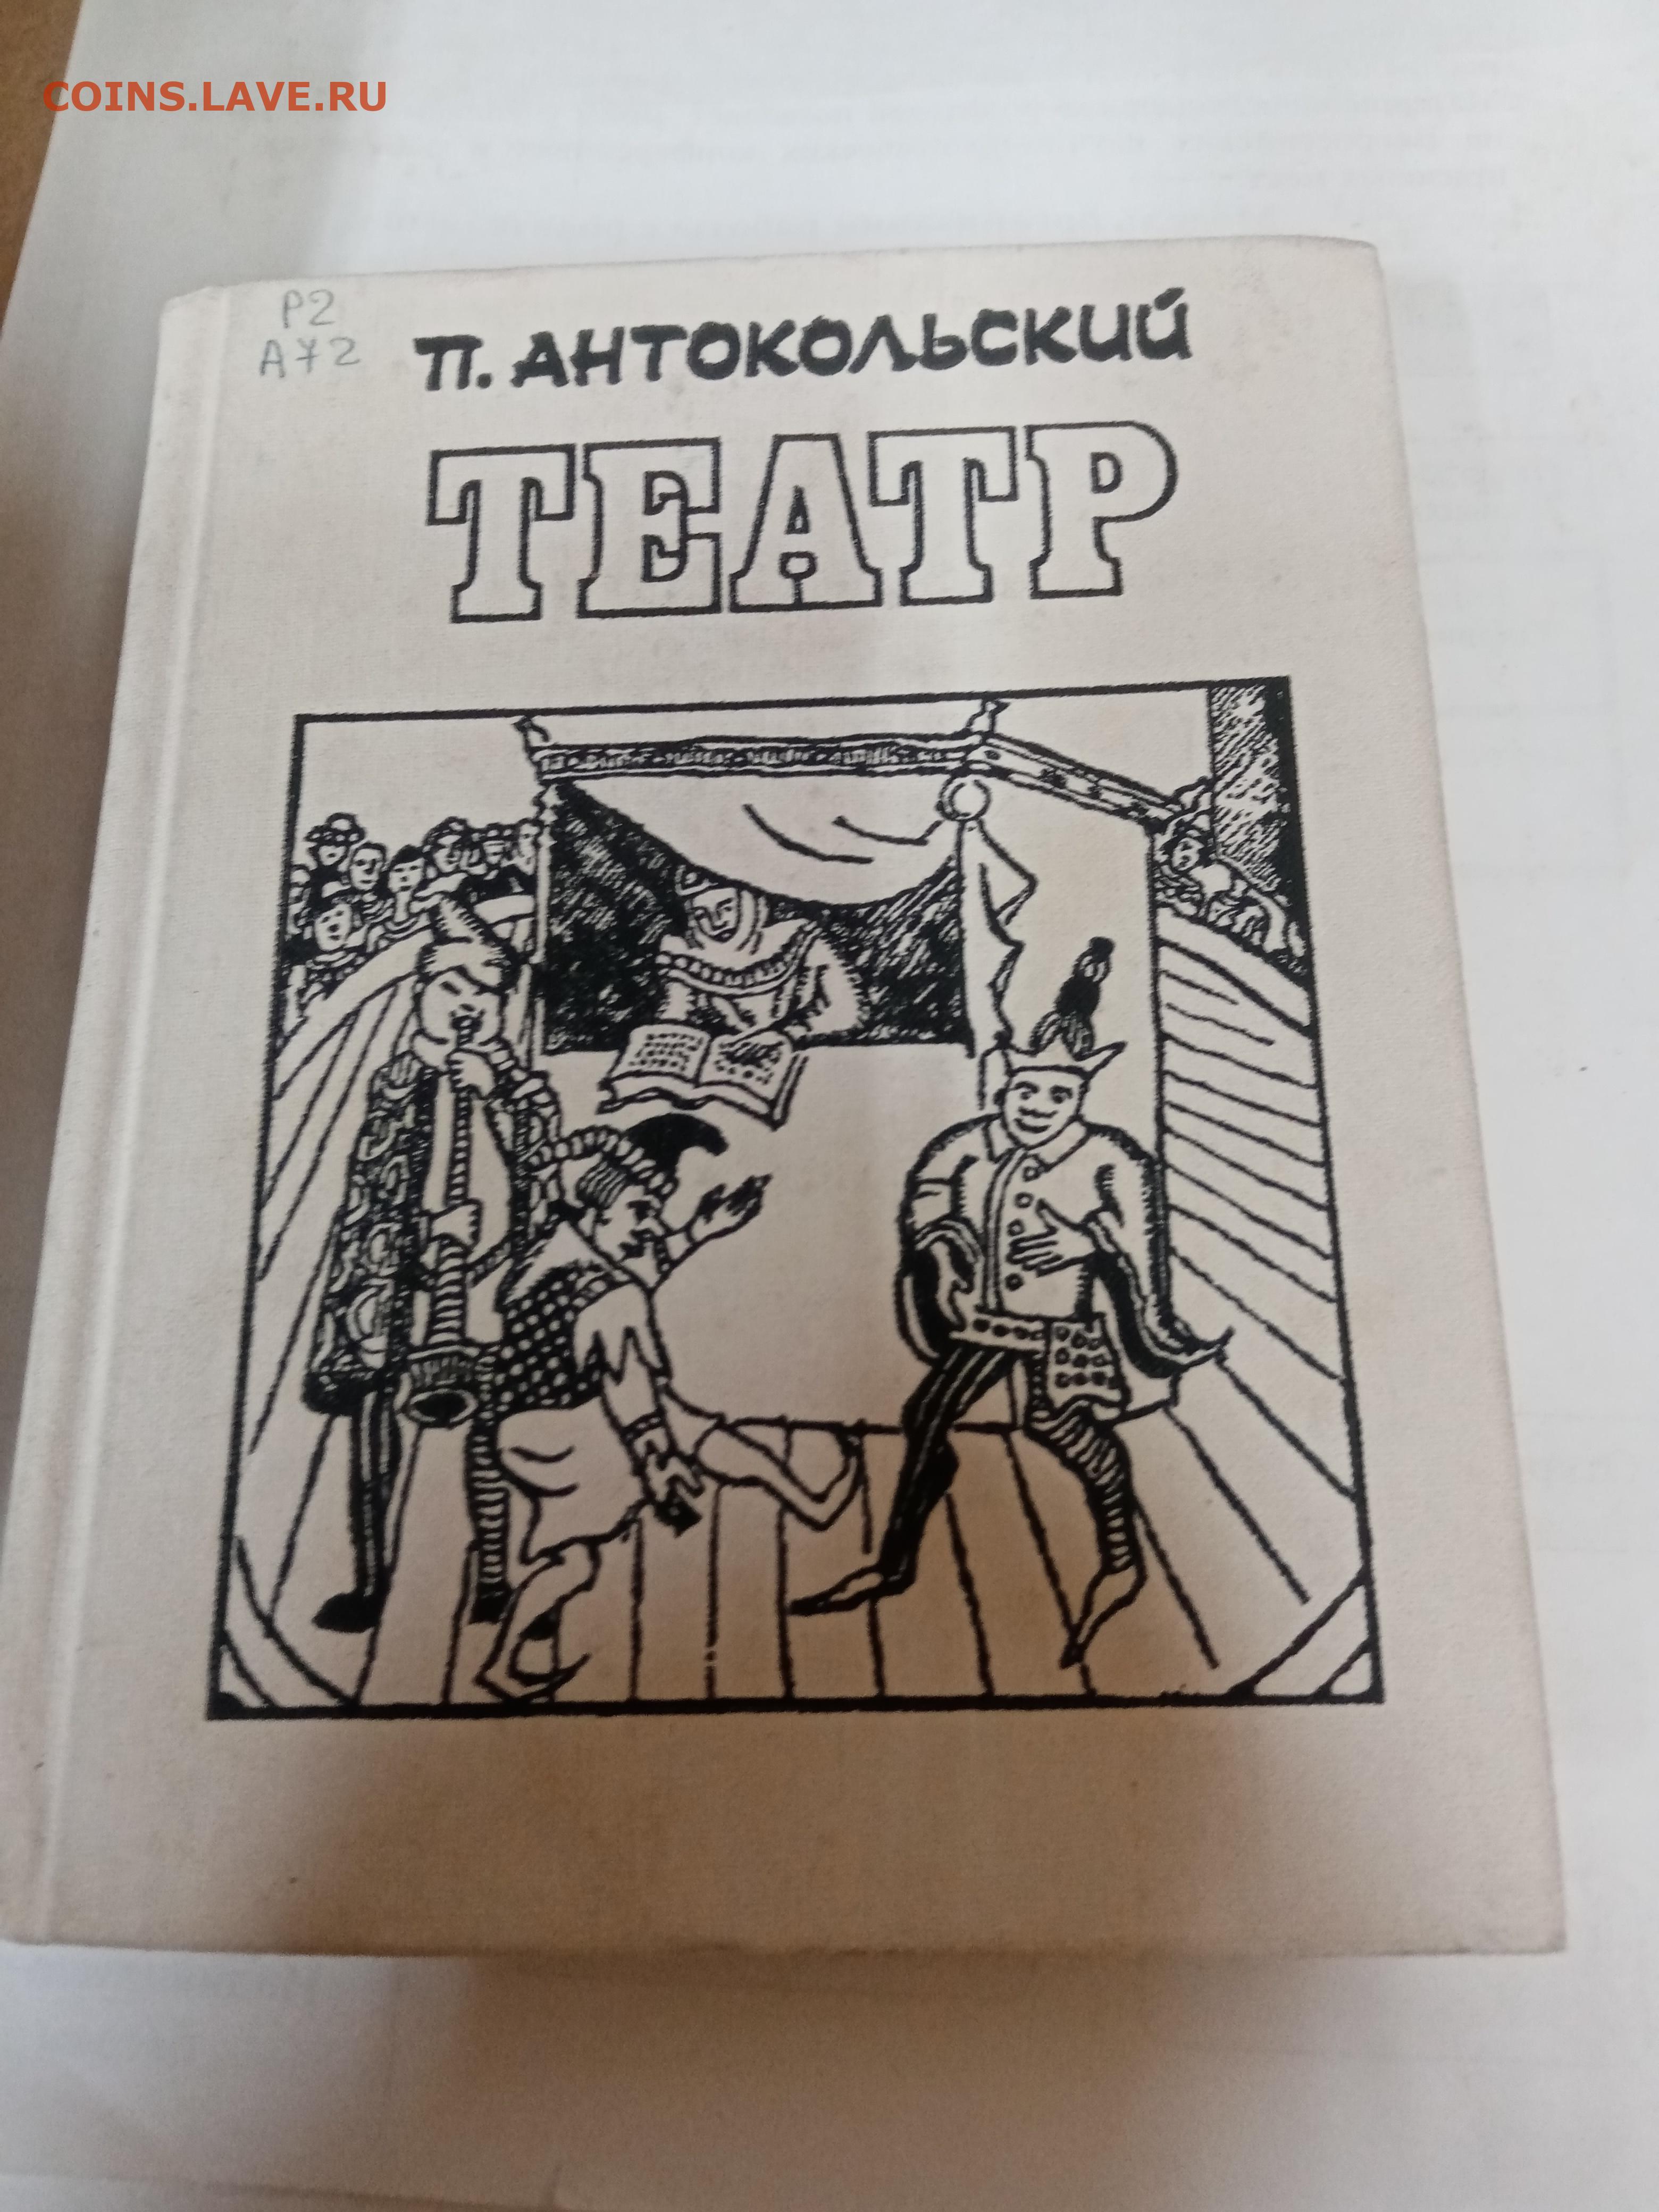 COINS.LAVE.RU
Р2
А72
П. АНТОКОЛЬСКИЙ
ТЕАТР